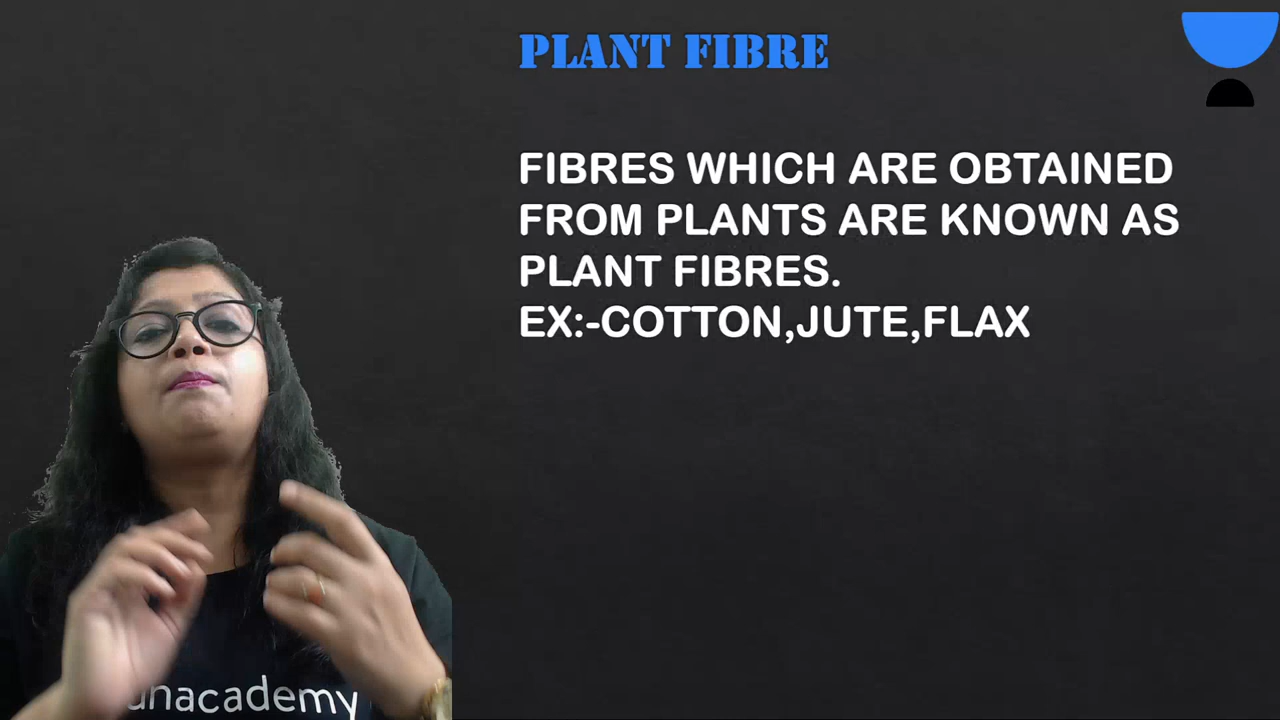 PLANT FIBRE
FIBRES WHICH ARE OBTAINED
FROM PLANTS ARE KNOWN AS
PLANT FIBRES.
EX:-COTTON,JUTE,FLAX
unacademy